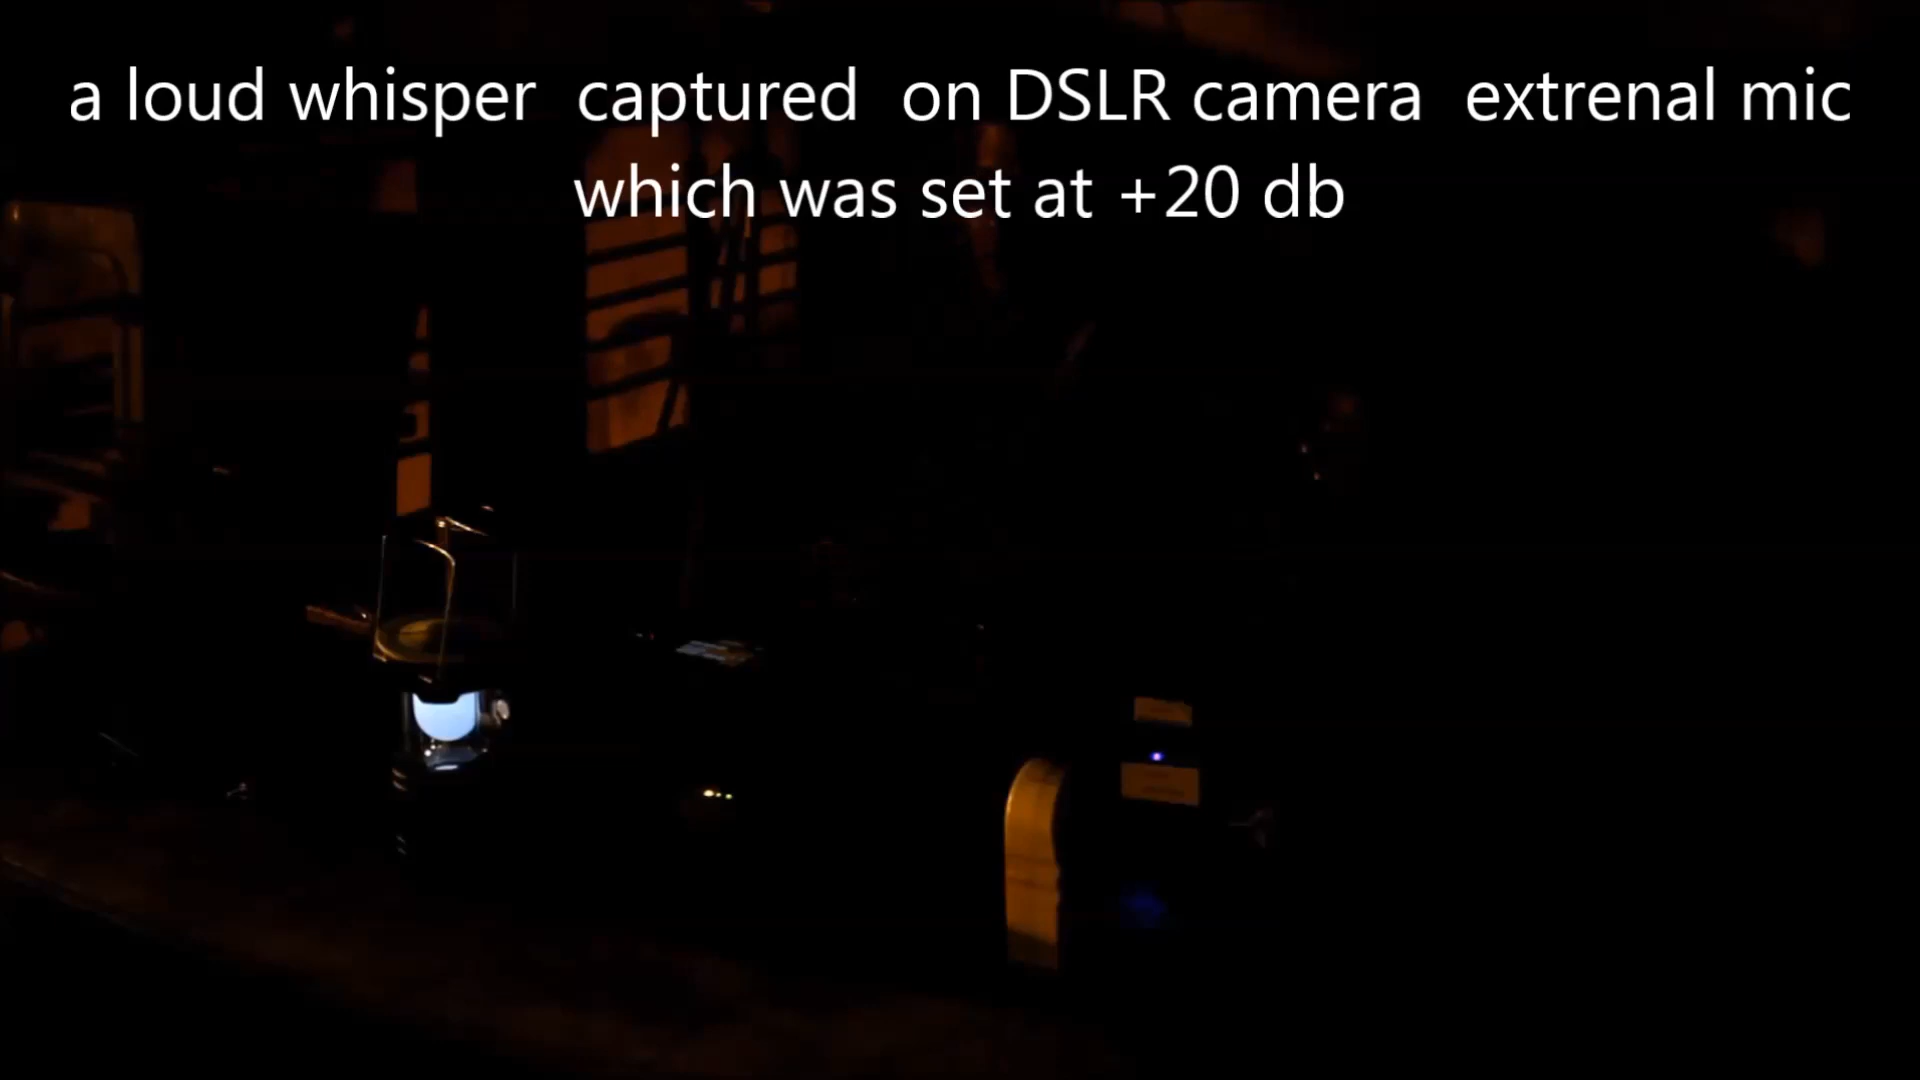 a loud whisper captured on DSLR camera extrenal mic
which was set at +20 db